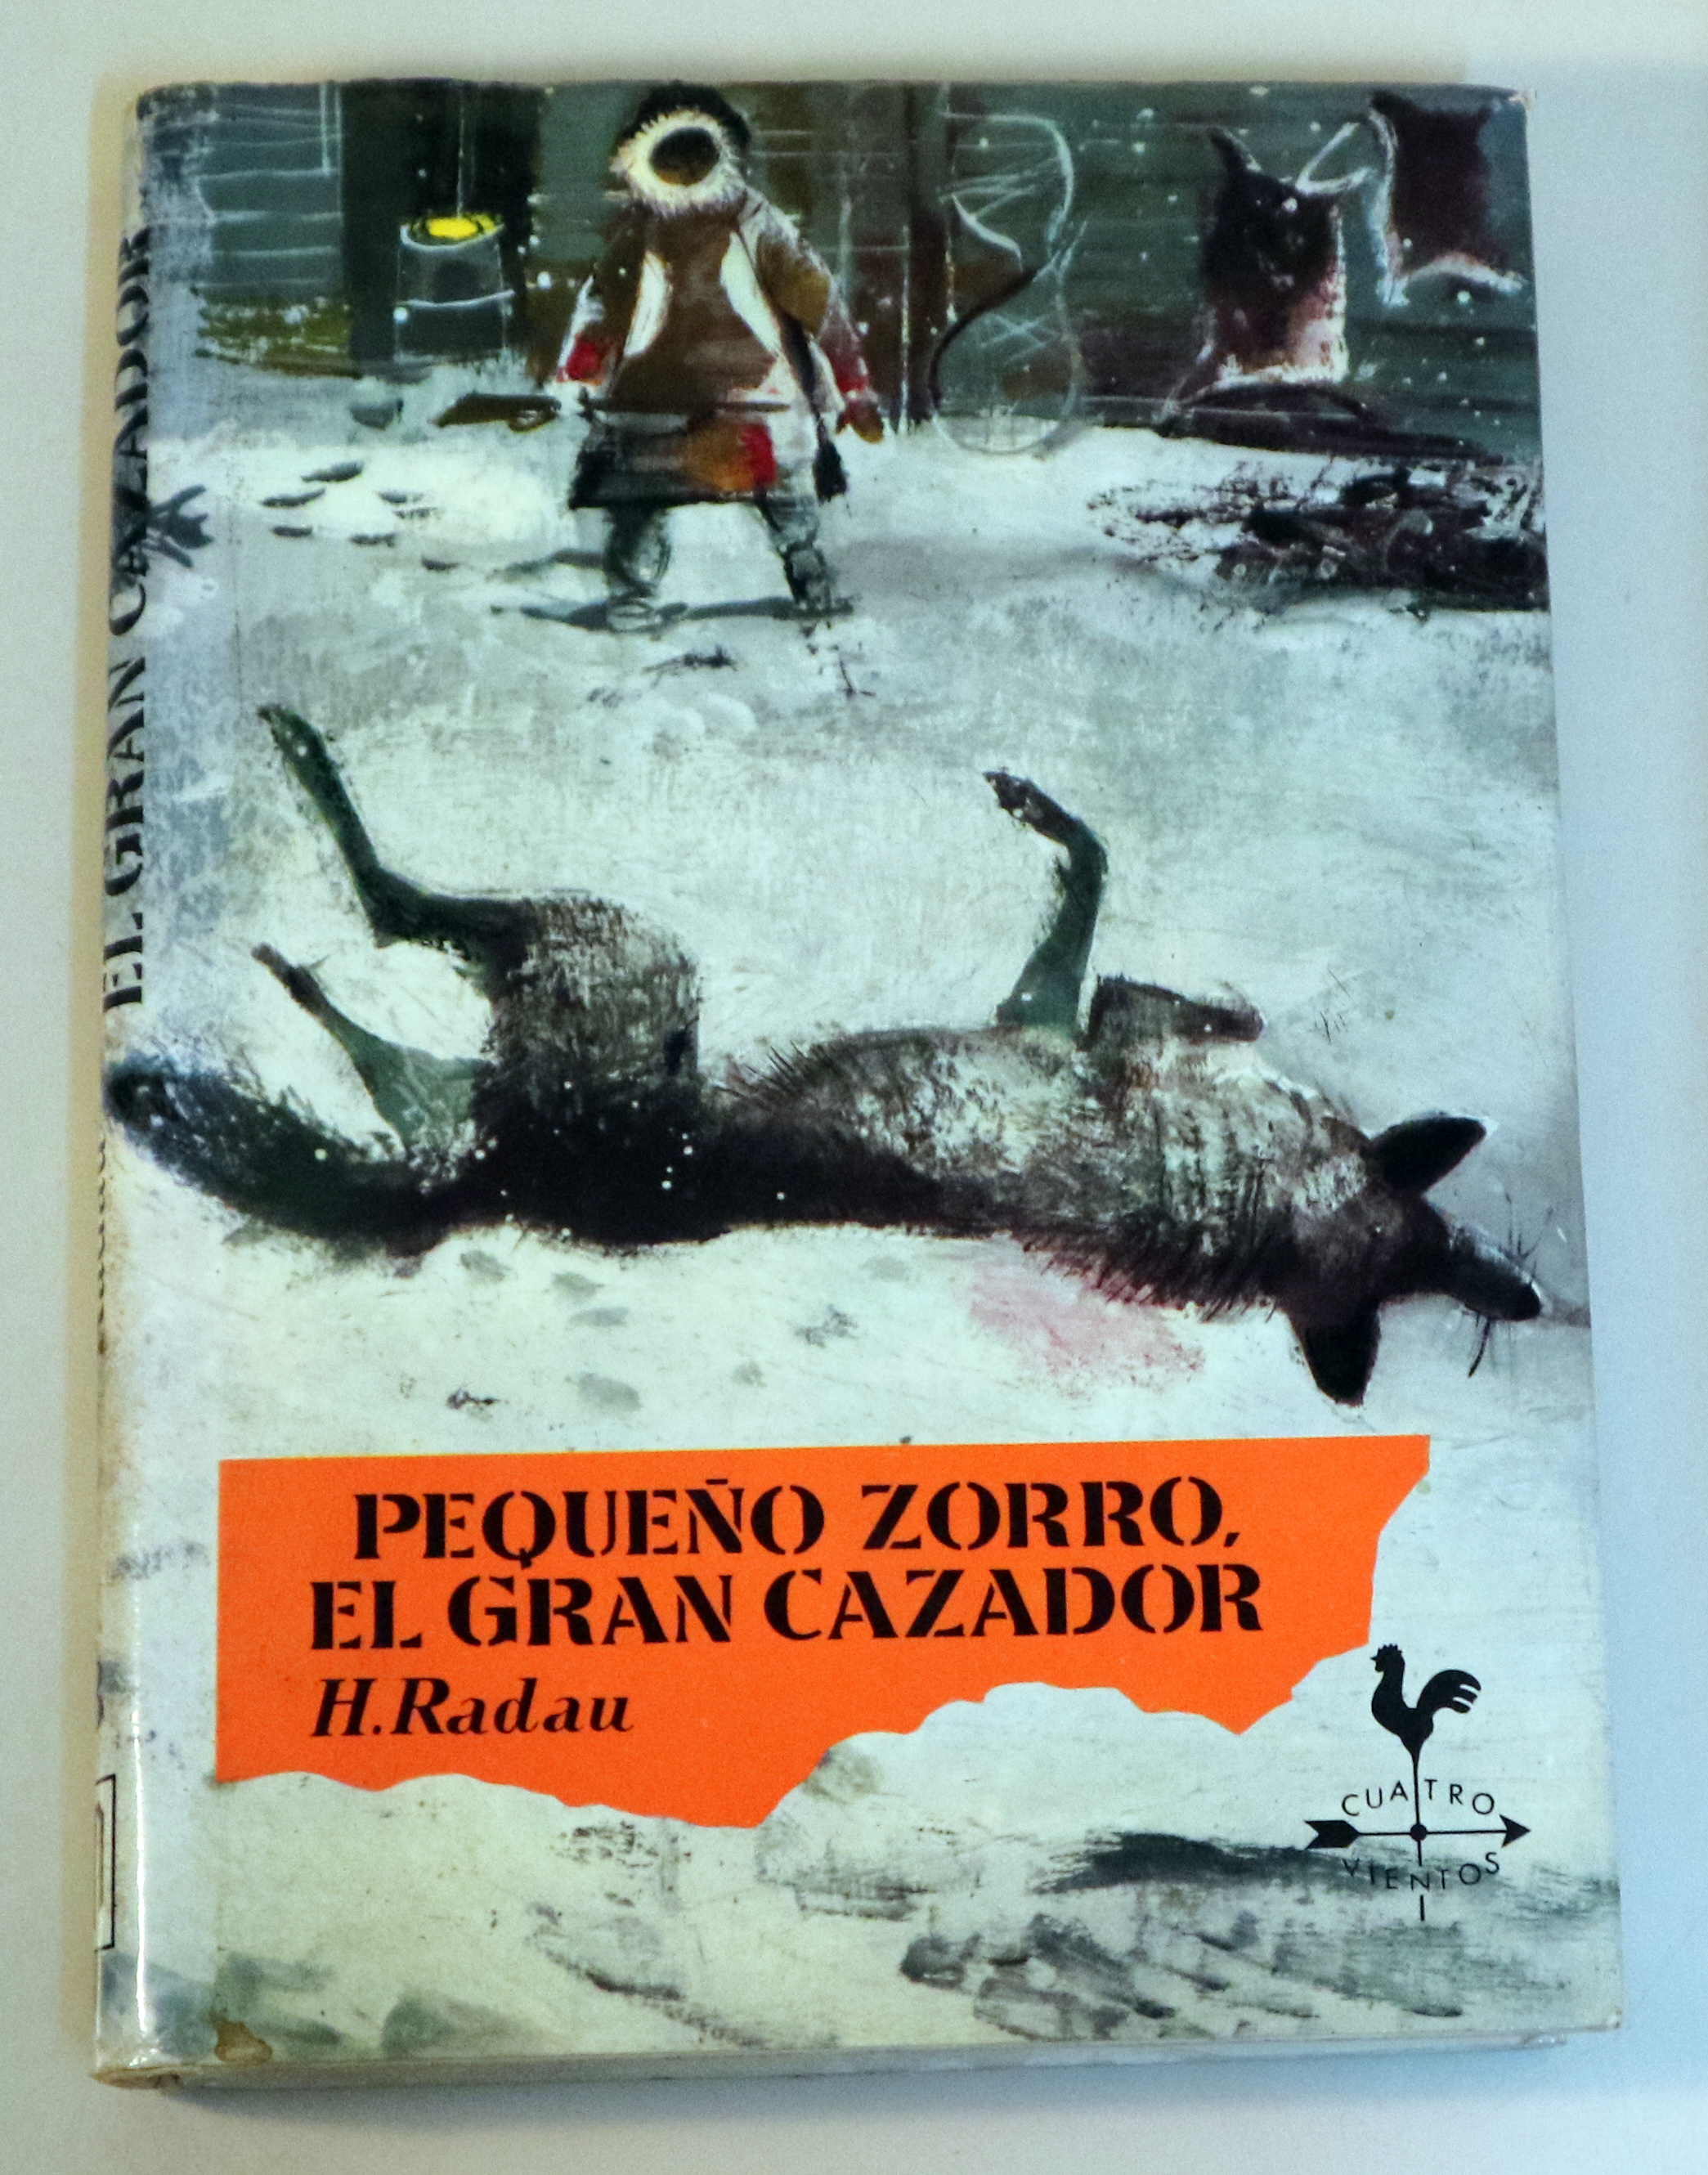 EL GRAN CAZADOR
PEQUEÑO ZORRO,
EL GRAN CAZADOR
H. Radau
CUATRO
VIENTOS